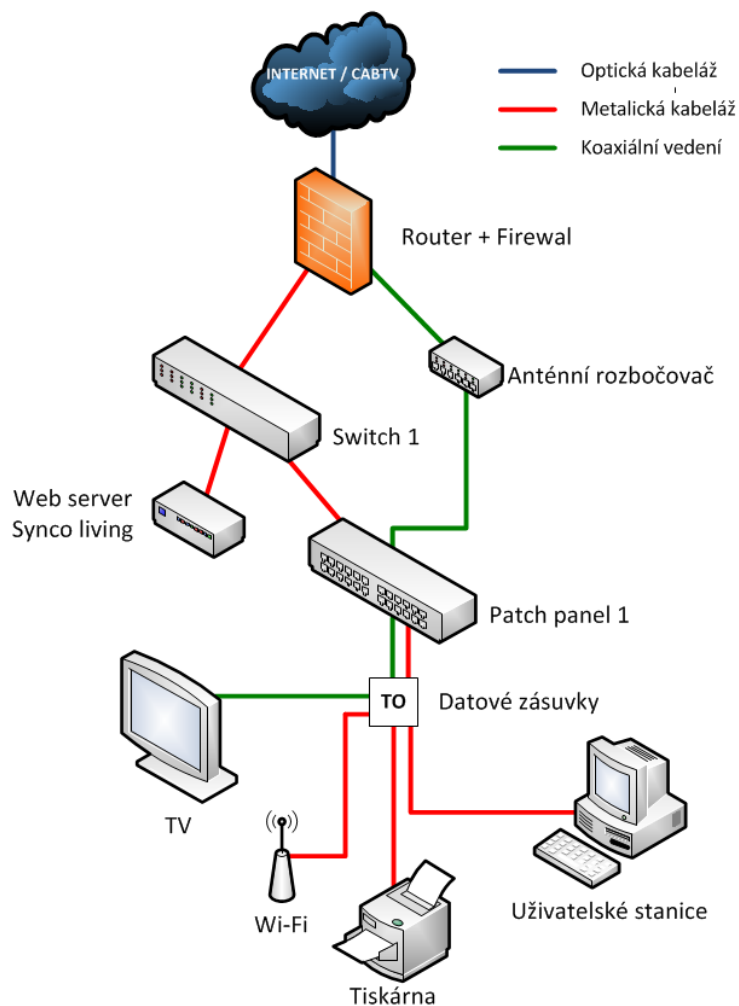 INTERNET / CABTV
Optická kabeláž
Metalická kabeláž
Koaxiální vedení
Router + Firewal
Anténní rozbočovač
Switch 1
Web server
Synco living
Patch panel 1
TO
Datové zásuvky
TV
Wi-Fi
Uživatelské stanice
Tiskárna